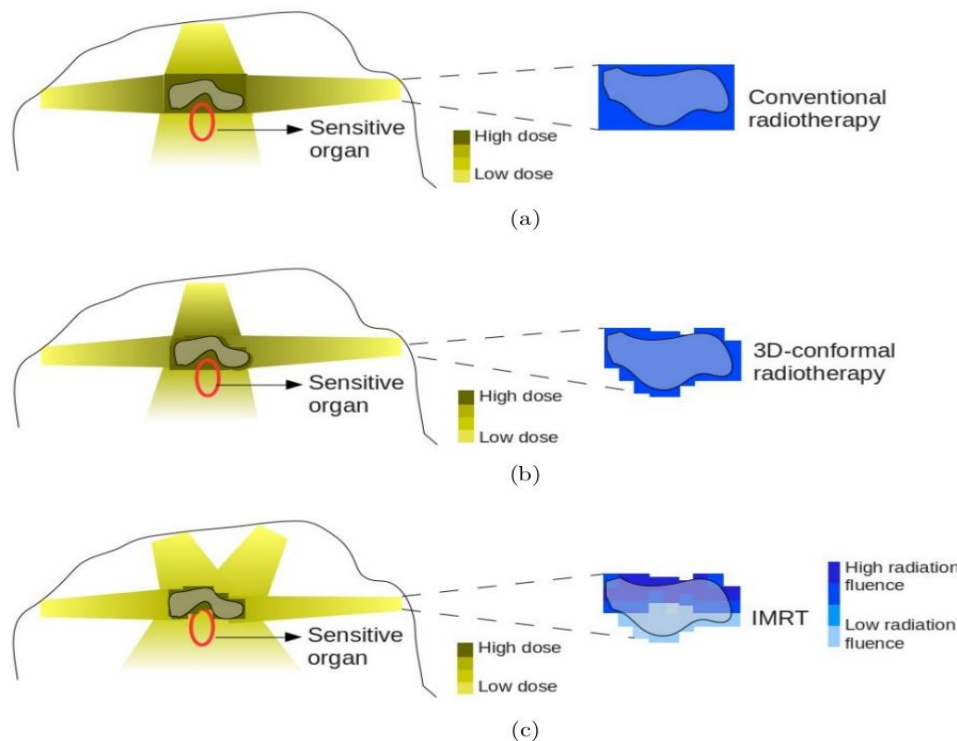 Sensitive
organ
High dose
Low dose
Conventional
radiotherapy
(a)
Sensitive
organ
High dose
Low dose
3D-conformal
radiotherapy
(b)
Sensitive
organ
High dose
Low dose
IMRT
High radiation
fluence
Low radiation
fluence
(c)